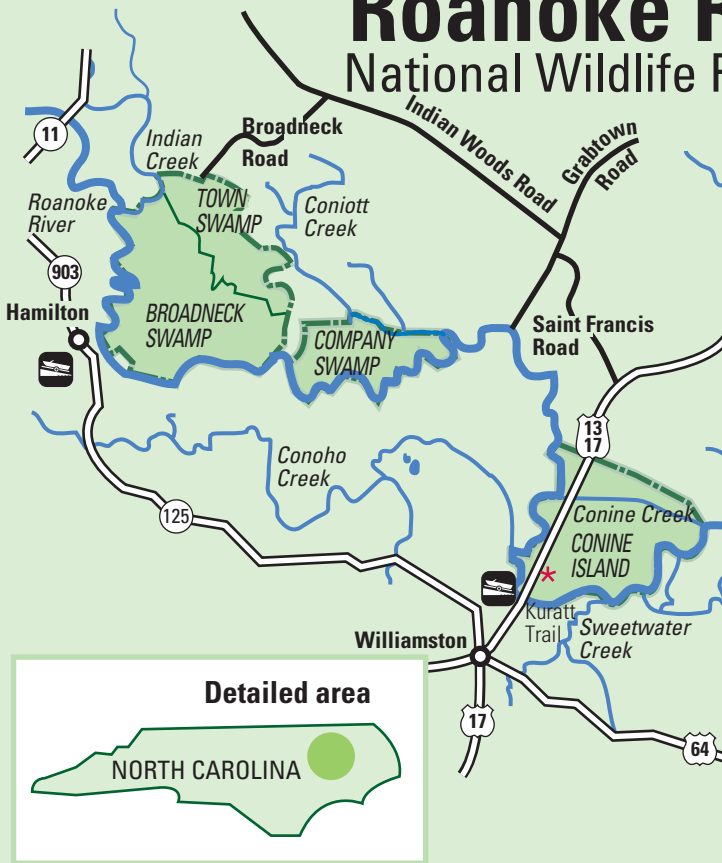 Roanoke R
National Wildlife
11
Indian
Creek
Broadneck
Road
Indian Woods Road
Grabtown
Road
Roanoke
River
TOWN
SWAMP
Coniott
Creek
903
Hamilton
BROADNECK
SWAMP
COMPANY
SWAMP
Saint Francis
Road
13
17
Conoho
Creek
125
Conine Creek
CONINE
ISLAND
*
Kuratt
Trail
Sweetwater
Creek
Williamston
17
64
Detailed area
NORTH CAROLINA